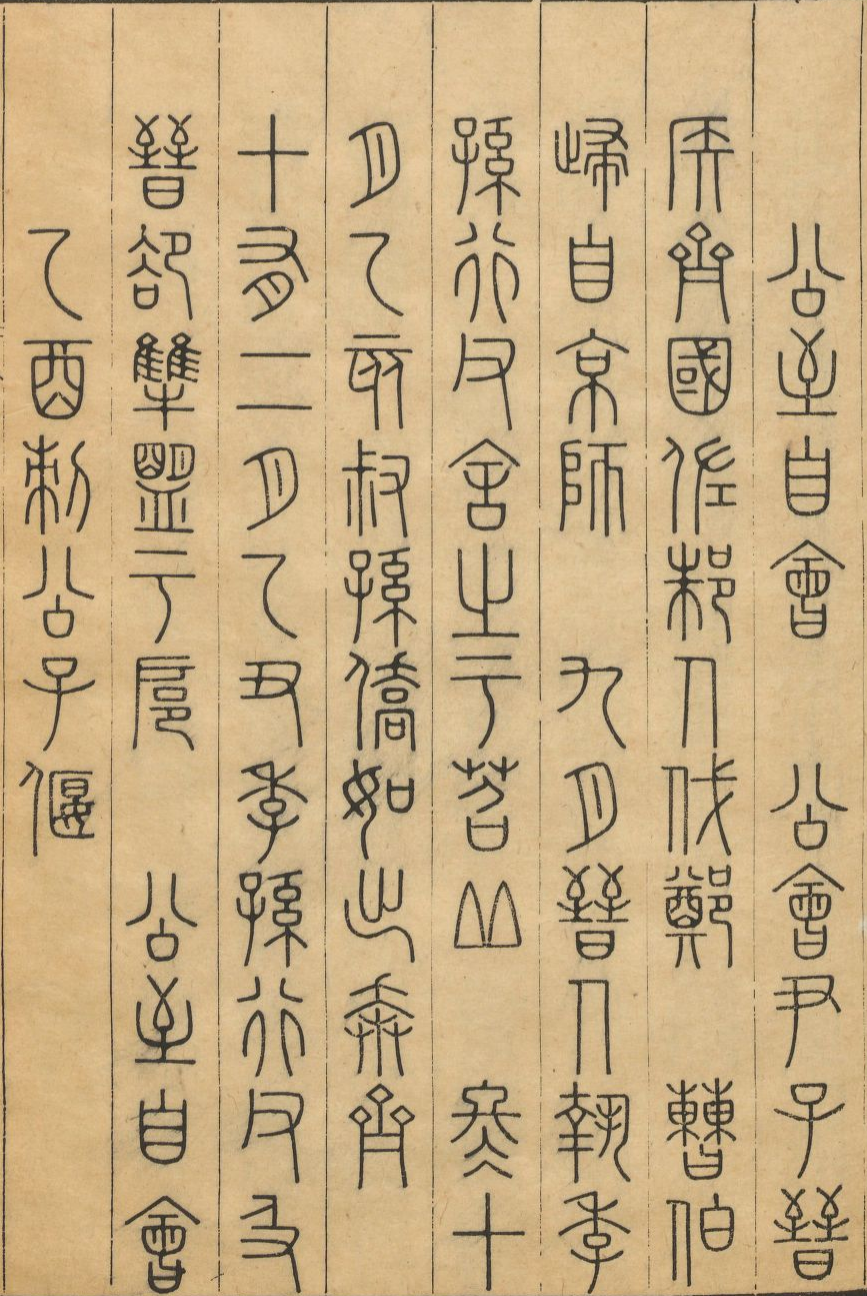 公至自會 公會尹子晉
侯齊國佐邾人伐鄭 曹伯
歸自京師 九月晉人執季
孫行父舍之于苕丘 冬十
月乙亥叔孫僑如出奔齊
十有二月乙丑季孫行父及
晉郤犨盟于扈 公至自會
乙酉刺公子偃